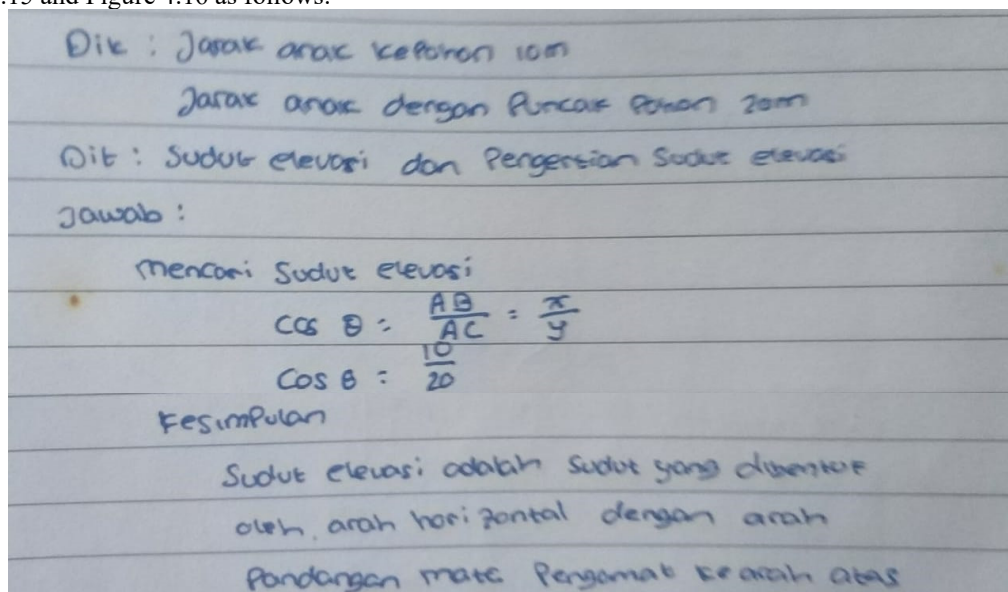 .15 and Figure 4.16 as follows:
Dik : Jarak anak kepohon 10m
Jarak anak dengan Puncak Pohon 20m
Dit : Sudut elevasi dan Pengertian Sudut elevasi
Jawab :
mencari Sudut elevasi
cos θ = AB/AC = x/y
Cos θ = 10/20
Kesimpulan
Sudut elevasi adalah Sudut yang dibentuk
oleh arah horizontal dengan arah
Pandangan mata Pengamat ke arah atas